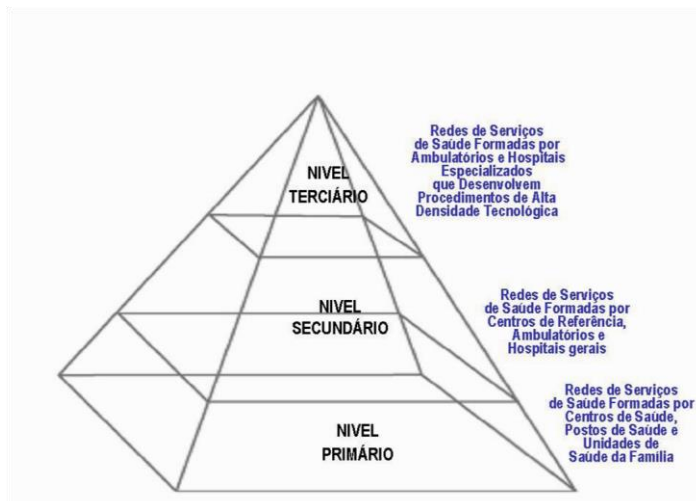 Redes de Serviços
de Saúde Formadas por
Ambulatórios e Hospitais
Especializados
que Desenvolvem
Procedimentos de Alta
Densidade Tecnológica
NIVEL
TERCIÁRIO
Redes de Serviços
de Saúde Formadas por
Centros de Referência,
Ambulatórios e
Hospitais gerais
NIVEL
SECUNDÁRIO
Redes de Serviços
de Saúde Formadas por
Centros de Saúde,
Postos de Saúde e
Unidades de
Saúde da Família
NIVEL
PRIMÁRIO